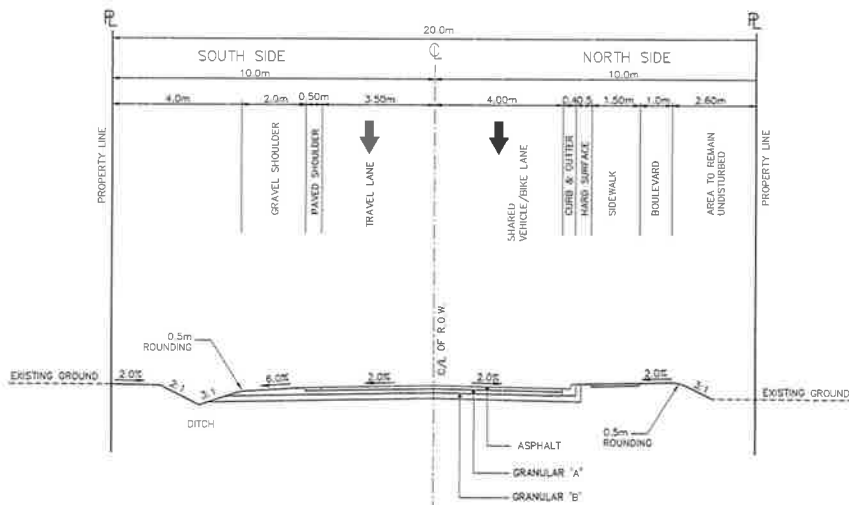 PL
PL
20.0m
SOUTH SIDE
CL
NORTH SIDE
10.0m
10.0m
4.0m
2.0m
0.50m
3.50m
4.00m
0.40
0.5
1.50m
1.0m
2.60m
PROPERTY LINE
GRAVEL SHOULDER
PAVED SHOULDER
TRAVEL LANE
SHARED
VEHICLE/BIKE LANE
CURB & GUTTER
HARD SURFACE
SIDEWALK
BOULEVARD
AREA TO REMAIN
UNDISTURBED
PROPERTY LINE
C/L OF R.O.W.
0.5m
ROUNDING
EXISTING GROUND
2.0%
2:1
3:1
6.0%
2.0%
2.0%
2.0%
3:1
EXISTING GROUND
DITCH
0.5m
ROUNDING
ASPHALT
GRANULAR "A"
GRANULAR "B"